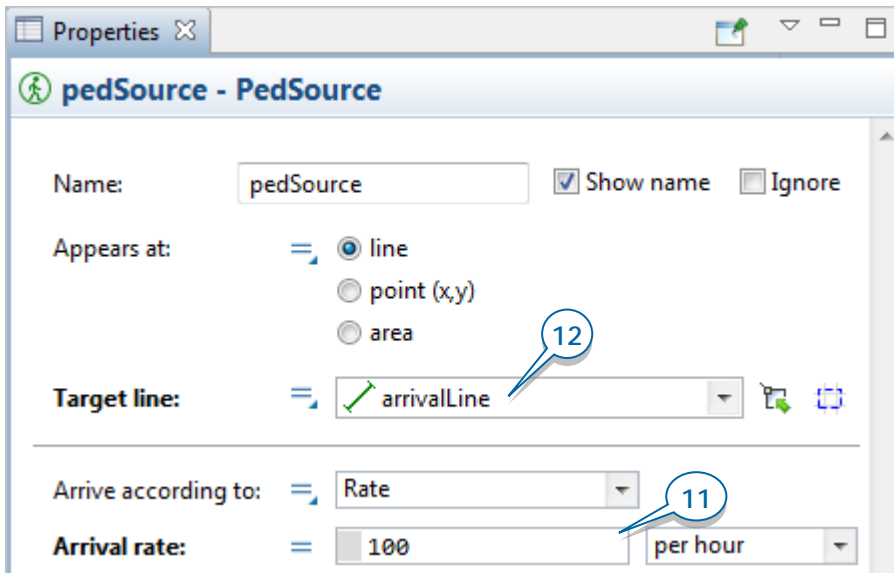 Properties
pedSource - PedSource
Name: pedSource Show name Ignore
Appears at: line
point (x,y)
area
12
Target line: arrivalLine
Arrive according to: Rate
11
Arrival rate: 100 per hour